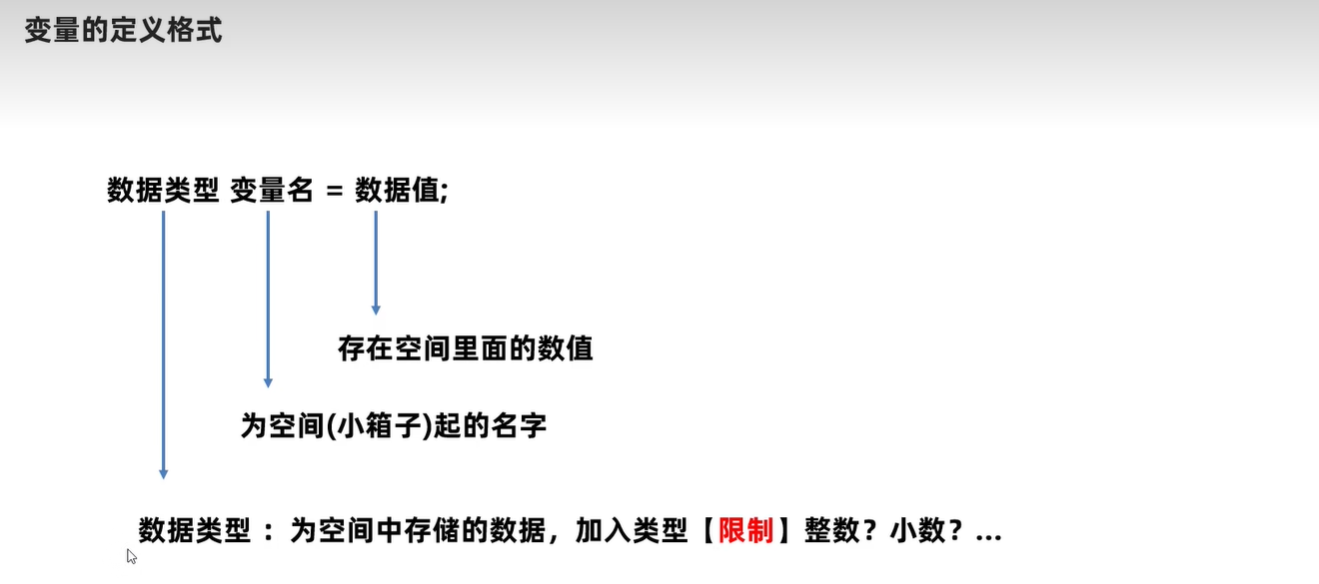 变量的定义格式
数据类型 变量名 = 数据值;
存在空间里面的数值
为空间(小箱子)起的名字
数据类型 ： 为空间中存储的数据，加入类型【限制】整数？小数？...